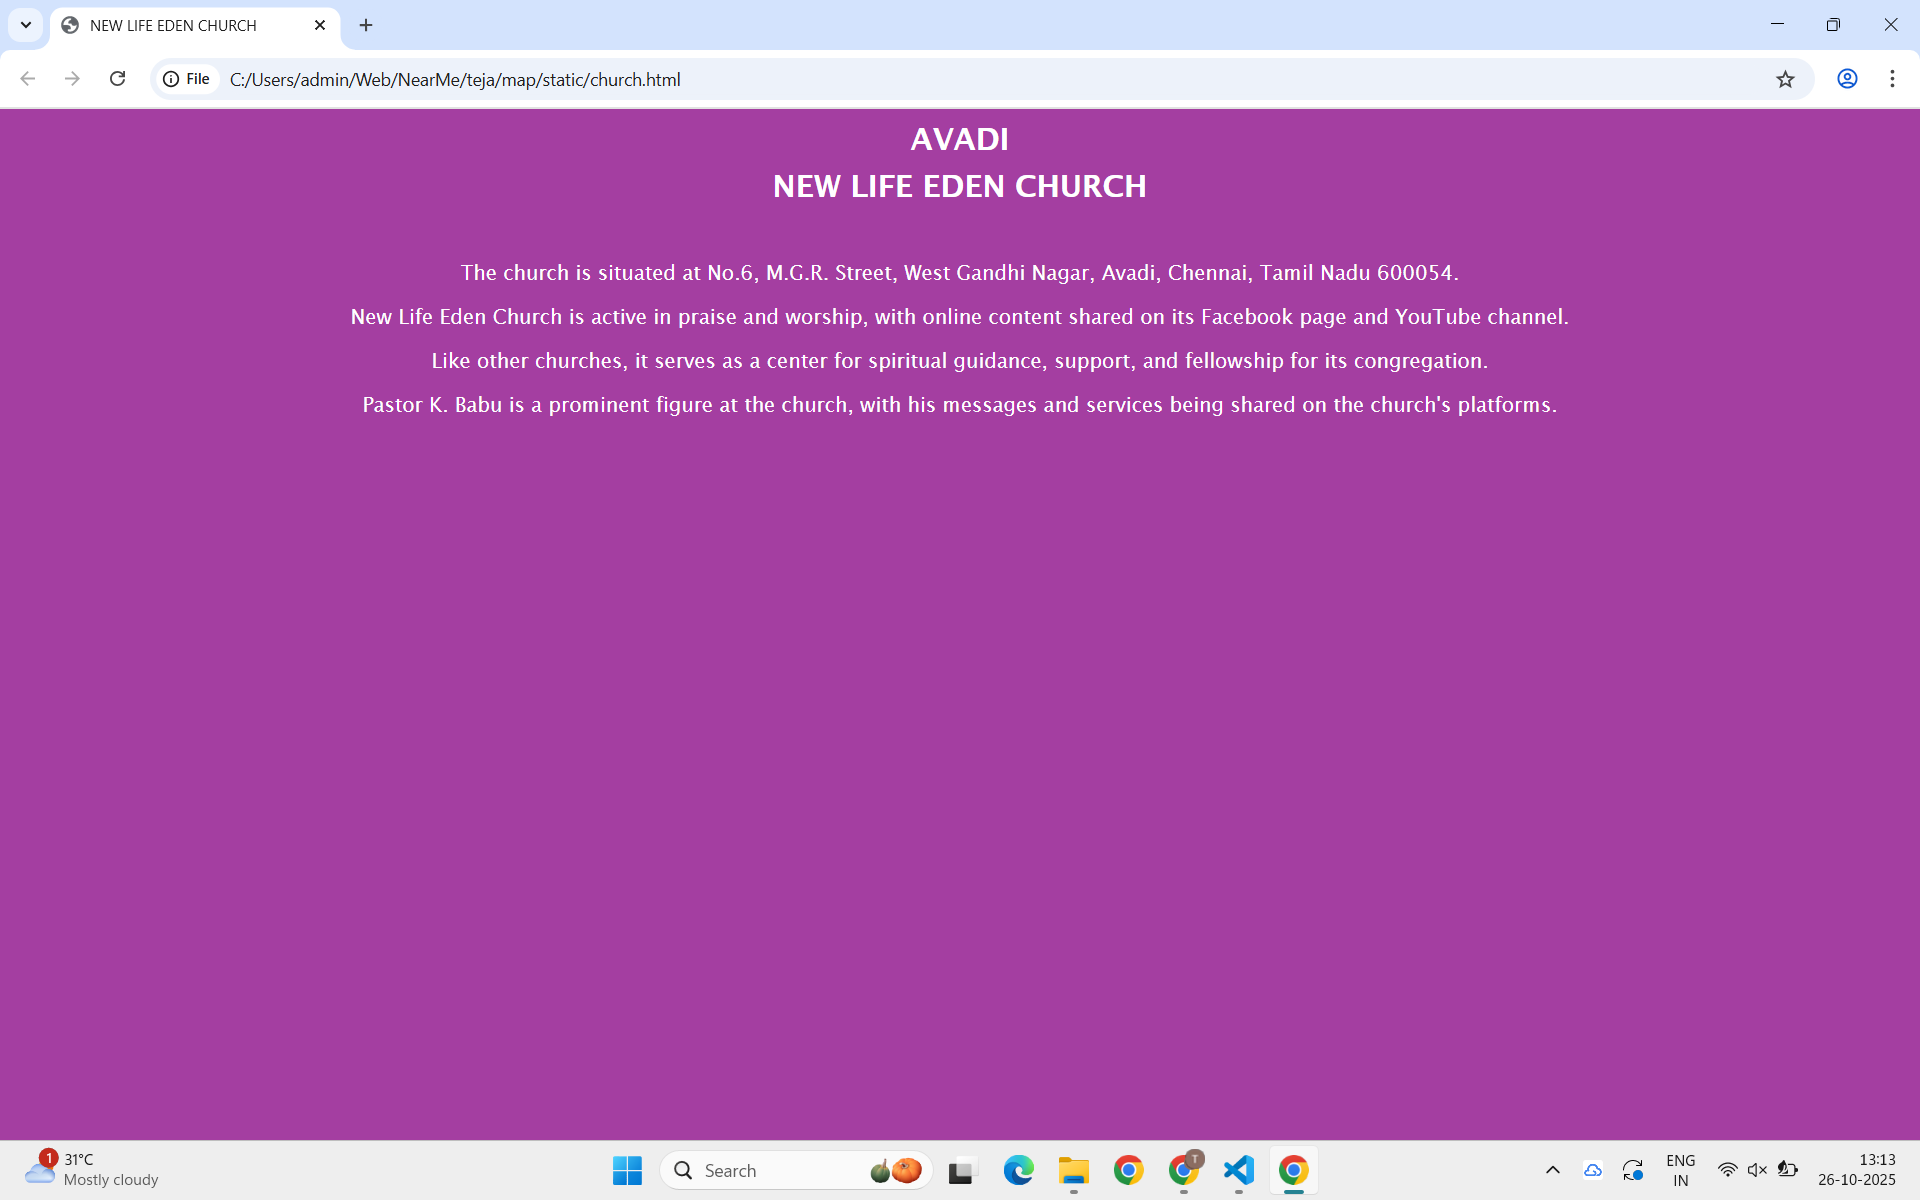 NEW LIFE EDEN CHURCH
File
C:/Users/admin/Web/NearMe/teja/map/static/church.html
AVADI
NEW LIFE EDEN CHURCH
The church is situated at No.6, M.G.R. Street, West Gandhi Nagar, Avadi, Chennai, Tamil Nadu 600054.
New Life Eden Church is active in praise and worship, with online content shared on its Facebook page and YouTube channel.
Like other churches, it serves as a center for spiritual guidance, support, and fellowship for its congregation.
Pastor K. Babu is a prominent figure at the church, with his messages and services being shared on the church's platforms.
1
31°C
Mostly cloudy
Search
T
ENG
IN
13:13
26-10-2025